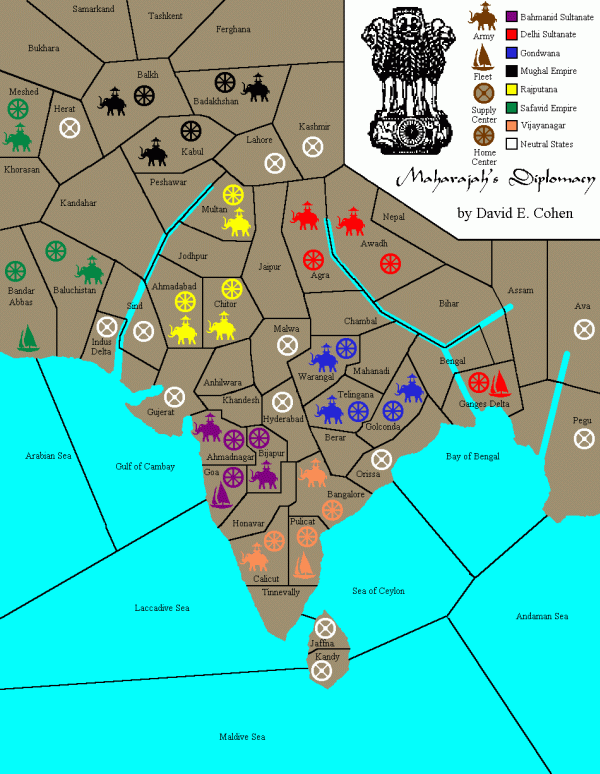 Samarkand
Tashkent
Ferghana
Bukhara
Balkh
Badakhshan
Meshed
Herat
Kabul
Lahore
Kashmir
Khorasan
Peshawar
Kandahar
Multan
Nepal
Awadh
Jodhpur
Jaipur
Agra
Assam
Bandar
Abbas
Baluchistan
Ahmadabad
Chitor
Sind
Indus
Delta
Bihar
Ava
Chambal
Malwa
Bengal
Warangal
Mahanadi
Anhilwara
Khandesh
Telingana
Ganges Delta
Gujerat
Hyderabad
Golconda
Pegu
Berar
Arabian Sea
Gulf of Cambay
Ahmadnagar
Bijapur
Goa
Orissa
Bay of Bengal
Bangalore
Honavar
Pulicat
Calicut
Tinnevally
Sea of Ceylon
Laccadive Sea
Andaman Sea
Jaffna
Kandy
Maldive Sea
Army
Fleet
Supply
Center
Home
Center
Bahmanid Sultanate
Delhi Sultanate
Gondwana
Mughal Empire
Rajputana
Safavid Empire
Vijayanagar
Neutral States
Maharajah's Diplomacy
by David E. Cohen